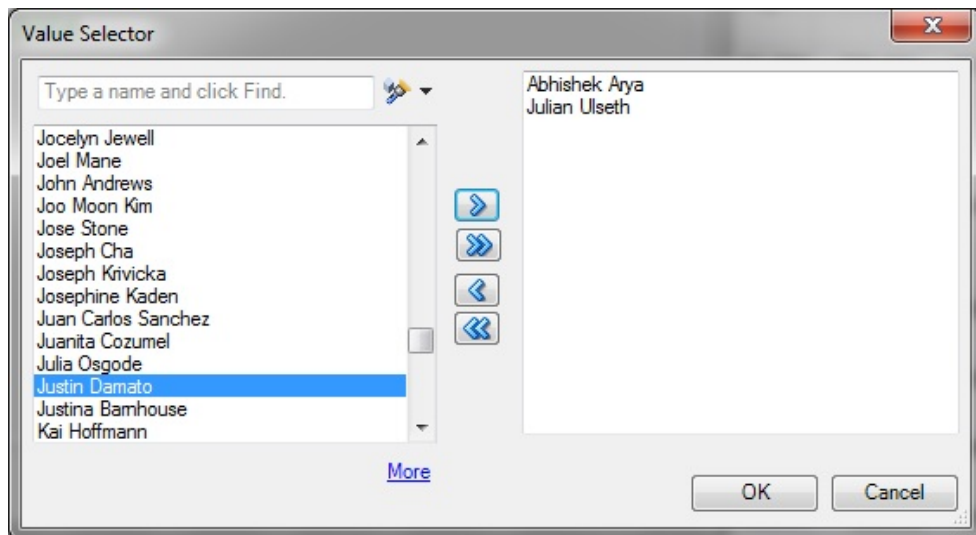 Value Selector
Type a name and click Find.
Jocelyn Jewell
Joel Mane
John Andrews
Joo Moon Kim
Jose Stone
Joseph Cha
Joseph Krivicka
Josephine Kaden
Juan Carlos Sanchez
Juanita Cozumel
Julia Osgode
Justin Damato
Justina Barnhouse
Kai Hoffmann
More
Abhishek Arya
Julian Ulseth
OK
Cancel